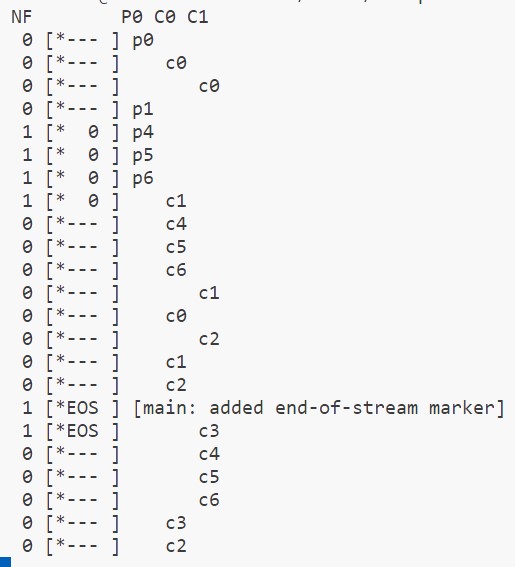 NF          P0 C0 C1
 0 [*--- ] p0
 0 [*--- ]    c0
 0 [*--- ]       c0
 0 [*--- ] p1
 1 [*  0 ] p4
 1 [*  0 ] p5
 1 [*  0 ] p6
 1 [*  0 ]    c1
 0 [*--- ]    c4
 0 [*--- ]    c5
 0 [*--- ]    c6
 0 [*--- ]       c1
 0 [*--- ]    c0
 0 [*--- ]       c2
 0 [*--- ]    c1
 0 [*--- ]    c2
 1 [*EOS ] [main: added end-of-stream marker]
 1 [*EOS ]       c3
 0 [*--- ]       c4
 0 [*--- ]       c5
 0 [*--- ]       c6
 0 [*--- ]    c3
 0 [*--- ]    c2